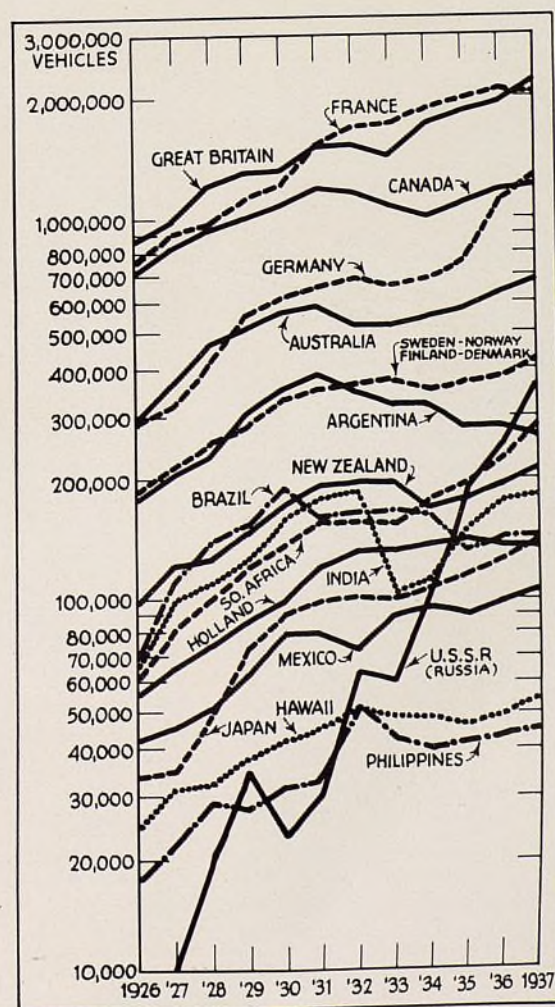 3,000,000
VEHICLES
2,000,000
1,000,000
800,000
700,000
600,000
500,000
400,000
300,000
200,000
100,000
80,000
70,000
60,000
50,000
40,000
30,000
20,000
10,000
FRANCE
GREAT BRITAIN
CANADA
GERMANY
AUSTRALIA
SWEDEN-NORWAY
FINLAND-DENMARK
ARGENTINA
NEW ZEALAND
BRAZIL
SO. AFRICA
INDIA
HOLLAND
MEXICO
U.S.S.R
(RUSSIA)
HAWAII
JAPAN
PHILIPPINES
1926 '27 '28 '29 '30 '31 '32 '33 '34 '35 '36 1937